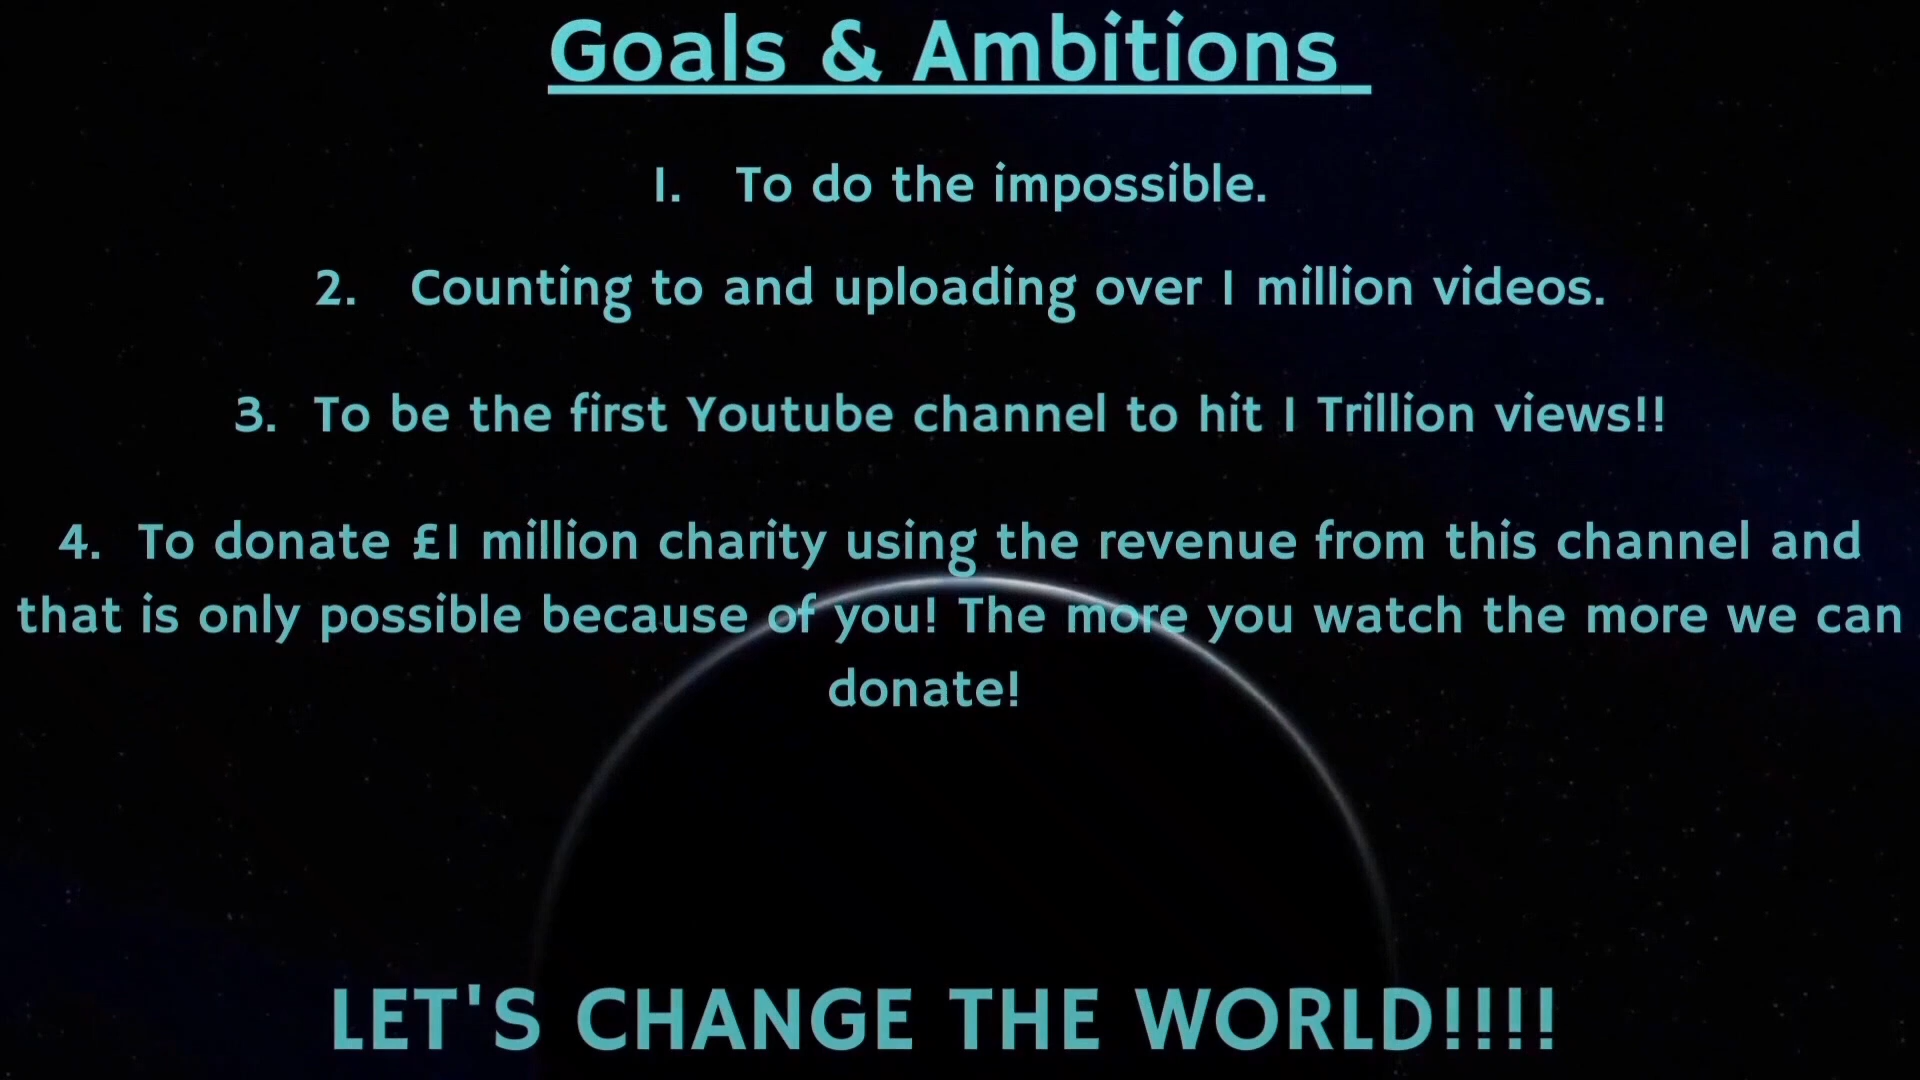 Goals & Ambitions
1. To do the impossible.
2. Counting to and uploading over 1 million videos.
3. To be the first Youtube channel to hit 1 Trillion views!!
4. To donate £1 million charity using the revenue from this channel and
that is only possible because of you! The more you watch the more we can
donate!
LET'S CHANGE THE WORLD!!!!